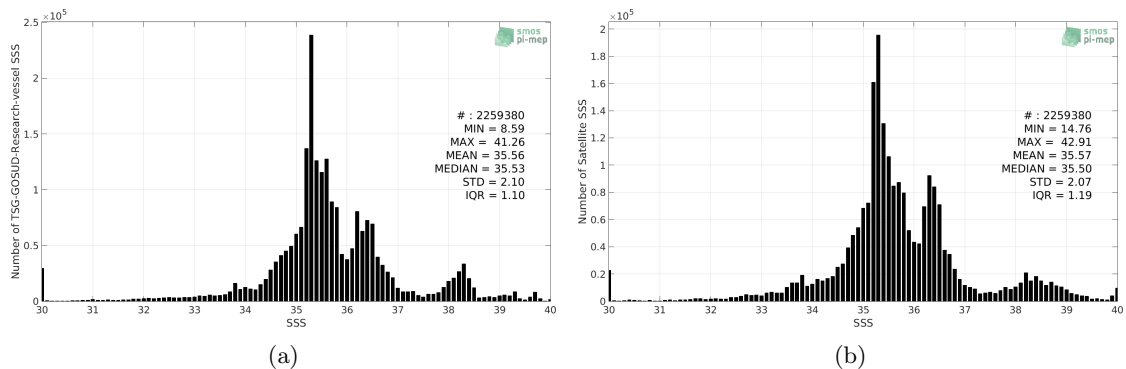 ×10^5
2.5
2
1.5
1
0.5
0
30 31 32 33 34 35 36 37 38 39 40
SSS
Number of TSG-GOSUD-Research-vessel SSS
smos
pi-mep
# : 2259380
MIN = 8.59
MAX = 41.26
MEAN = 35.56
MEDIAN = 35.53
STD = 2.10
IQR = 1.10
(a)
×10^5
2
1.8
1.6
1.4
1.2
1
0.8
0.6
0.4
0.2
0
30 31 32 33 34 35 36 37 38 39 40
SSS
Number of Satellite SSS
smos
pi-mep
# : 2259380
MIN = 14.76
MAX = 42.91
MEAN = 35.57
MEDIAN = 35.50
STD = 2.07
IQR = 1.19
(b)